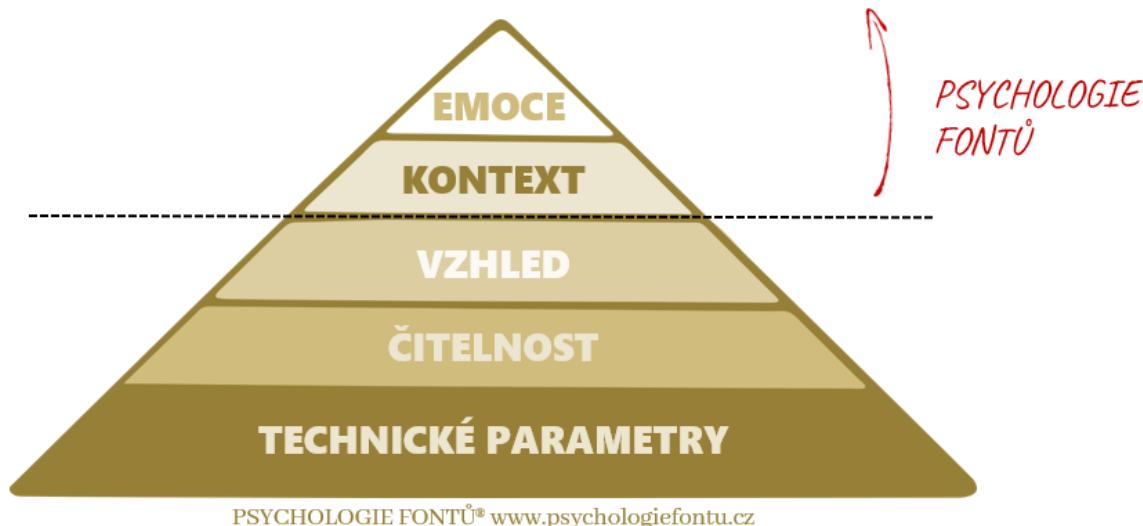 EMOCE
PSYCHOLOGIE
FONTŮ
KONTEXT
VZHLED
ČITELNOST
TECHNICKÉ PARAMETRY
PSYCHOLOGIE FONTŮ® www.psychologiefontu.cz